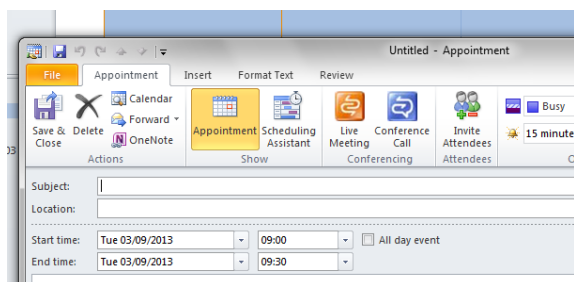 Untitled - Appointment
File Appointment Insert Format Text Review
Save & Close Delete Calendar Forward OneNote Appointment Scheduling Assistant Live Meeting Conference Call Invite Attendees Busy 15 minute
Actions Show Conferencing Attendees
Subject:
Location:
Start time: Tue 03/09/2013 09:00 All day event
End time: Tue 03/09/2013 09:30